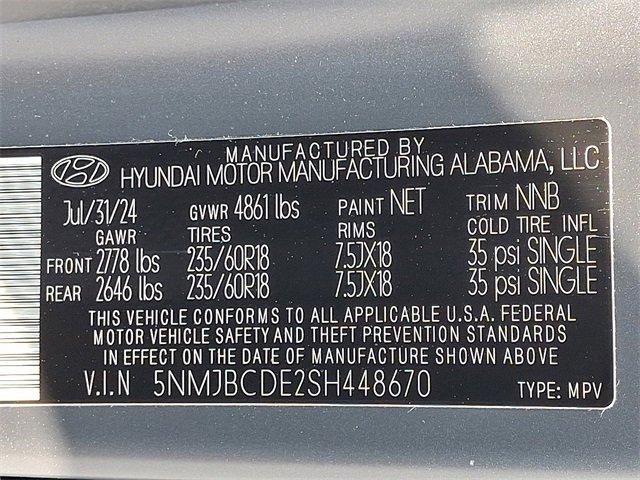 MANUFACTURED BY
HYUNDAI MOTOR MANUFACTURING ALABAMA, LLC
Jul/31/24 GVWR 4861 lbs PAINT NET TRIM NNB
GAWR TIRES RIMS COLD TIRE INFL
FRONT 2778 lbs 235/60R18 7.5JX18 35 psi SINGLE
REAR 2646 lbs 235/60R18 7.5JX18 35 psi SINGLE
THIS VEHICLE CONFORMS TO ALL APPLICABLE U.S.A. FEDERAL
MOTOR VEHICLE SAFETY AND THEFT PREVENTION STANDARDS
IN EFFECT ON THE DATE OF MANUFACTURE SHOWN ABOVE
V.I.N 5NMJBCDE2SH448670 TYPE: MPV